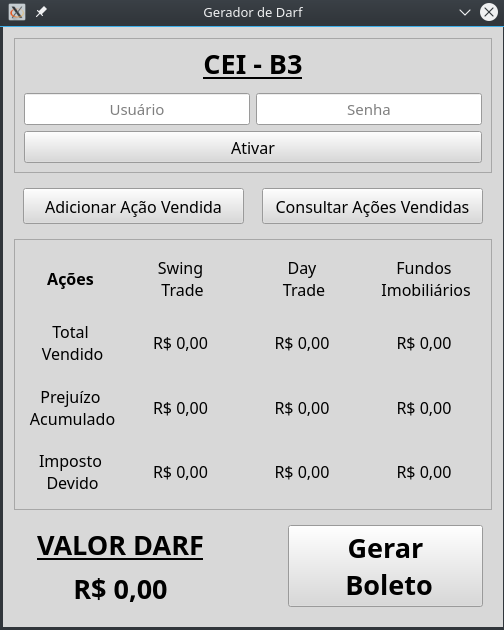 Gerador de Darf
CEI - B3
Usuário Senha
Ativar
Adicionar Ação Vendida Consultar Ações Vendidas
Swing Day Fundos
Ações
Trade Trade Imobiliários
Total
R$ 0,00 R$ 0,00 R$ 0,00
Vendido
Prejuízo
R$ 0,00 R$ 0,00 R$ 0,00
Acumulado
Imposto
R$ 0,00 R$ 0,00 R$ 0,00
Devido
VALOR DARF
R$ 0,00
Gerar
Boleto